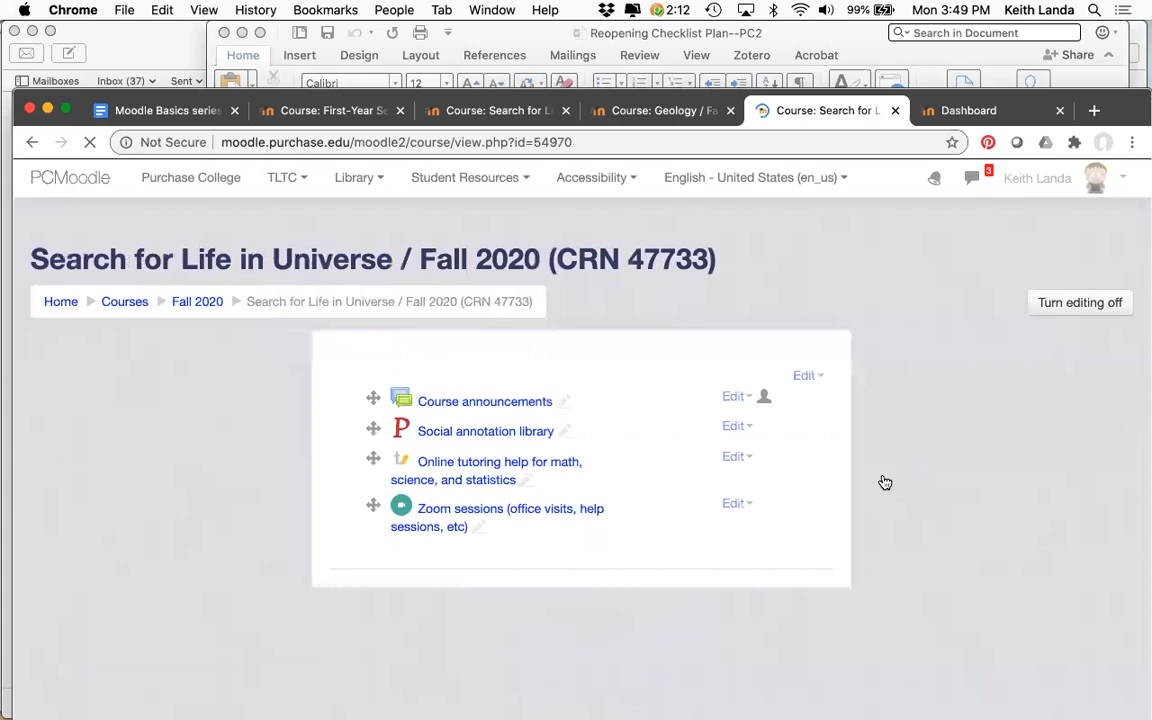 Chrome File Edit View History Bookmarks People Tab Window Help 2:12 99% Mon 3:49 PM Keith Landa
Reopening Checklist Plan--PC2 Search in Document
Home Insert Design Layout References Mailings Review View Zotero Acrobat Share
Mailboxes Inbox (37) Sent Calibri 12
Moodle Basics series Course: First-Year Se Course: Search for Li Course: Geology / Fa Course: Search for L Dashboard
Not Secure moodle.purchase.edu/moodle2/course/view.php?id=54970
PCMoodle Purchase College TLTC Library Student Resources Accessibility English - United States (en_us) 3 Keith Landa
Search for Life in Universe / Fall 2020 (CRN 47733)
Home Courses Fall 2020 Search for Life in Universe / Fall 2020 (CRN 47733) Turn editing off
Edit
Course announcements Edit
P Social annotation library Edit
Online tutoring help for math, Edit
science, and statistics
Zoom sessions (office visits, help Edit
sessions, etc)